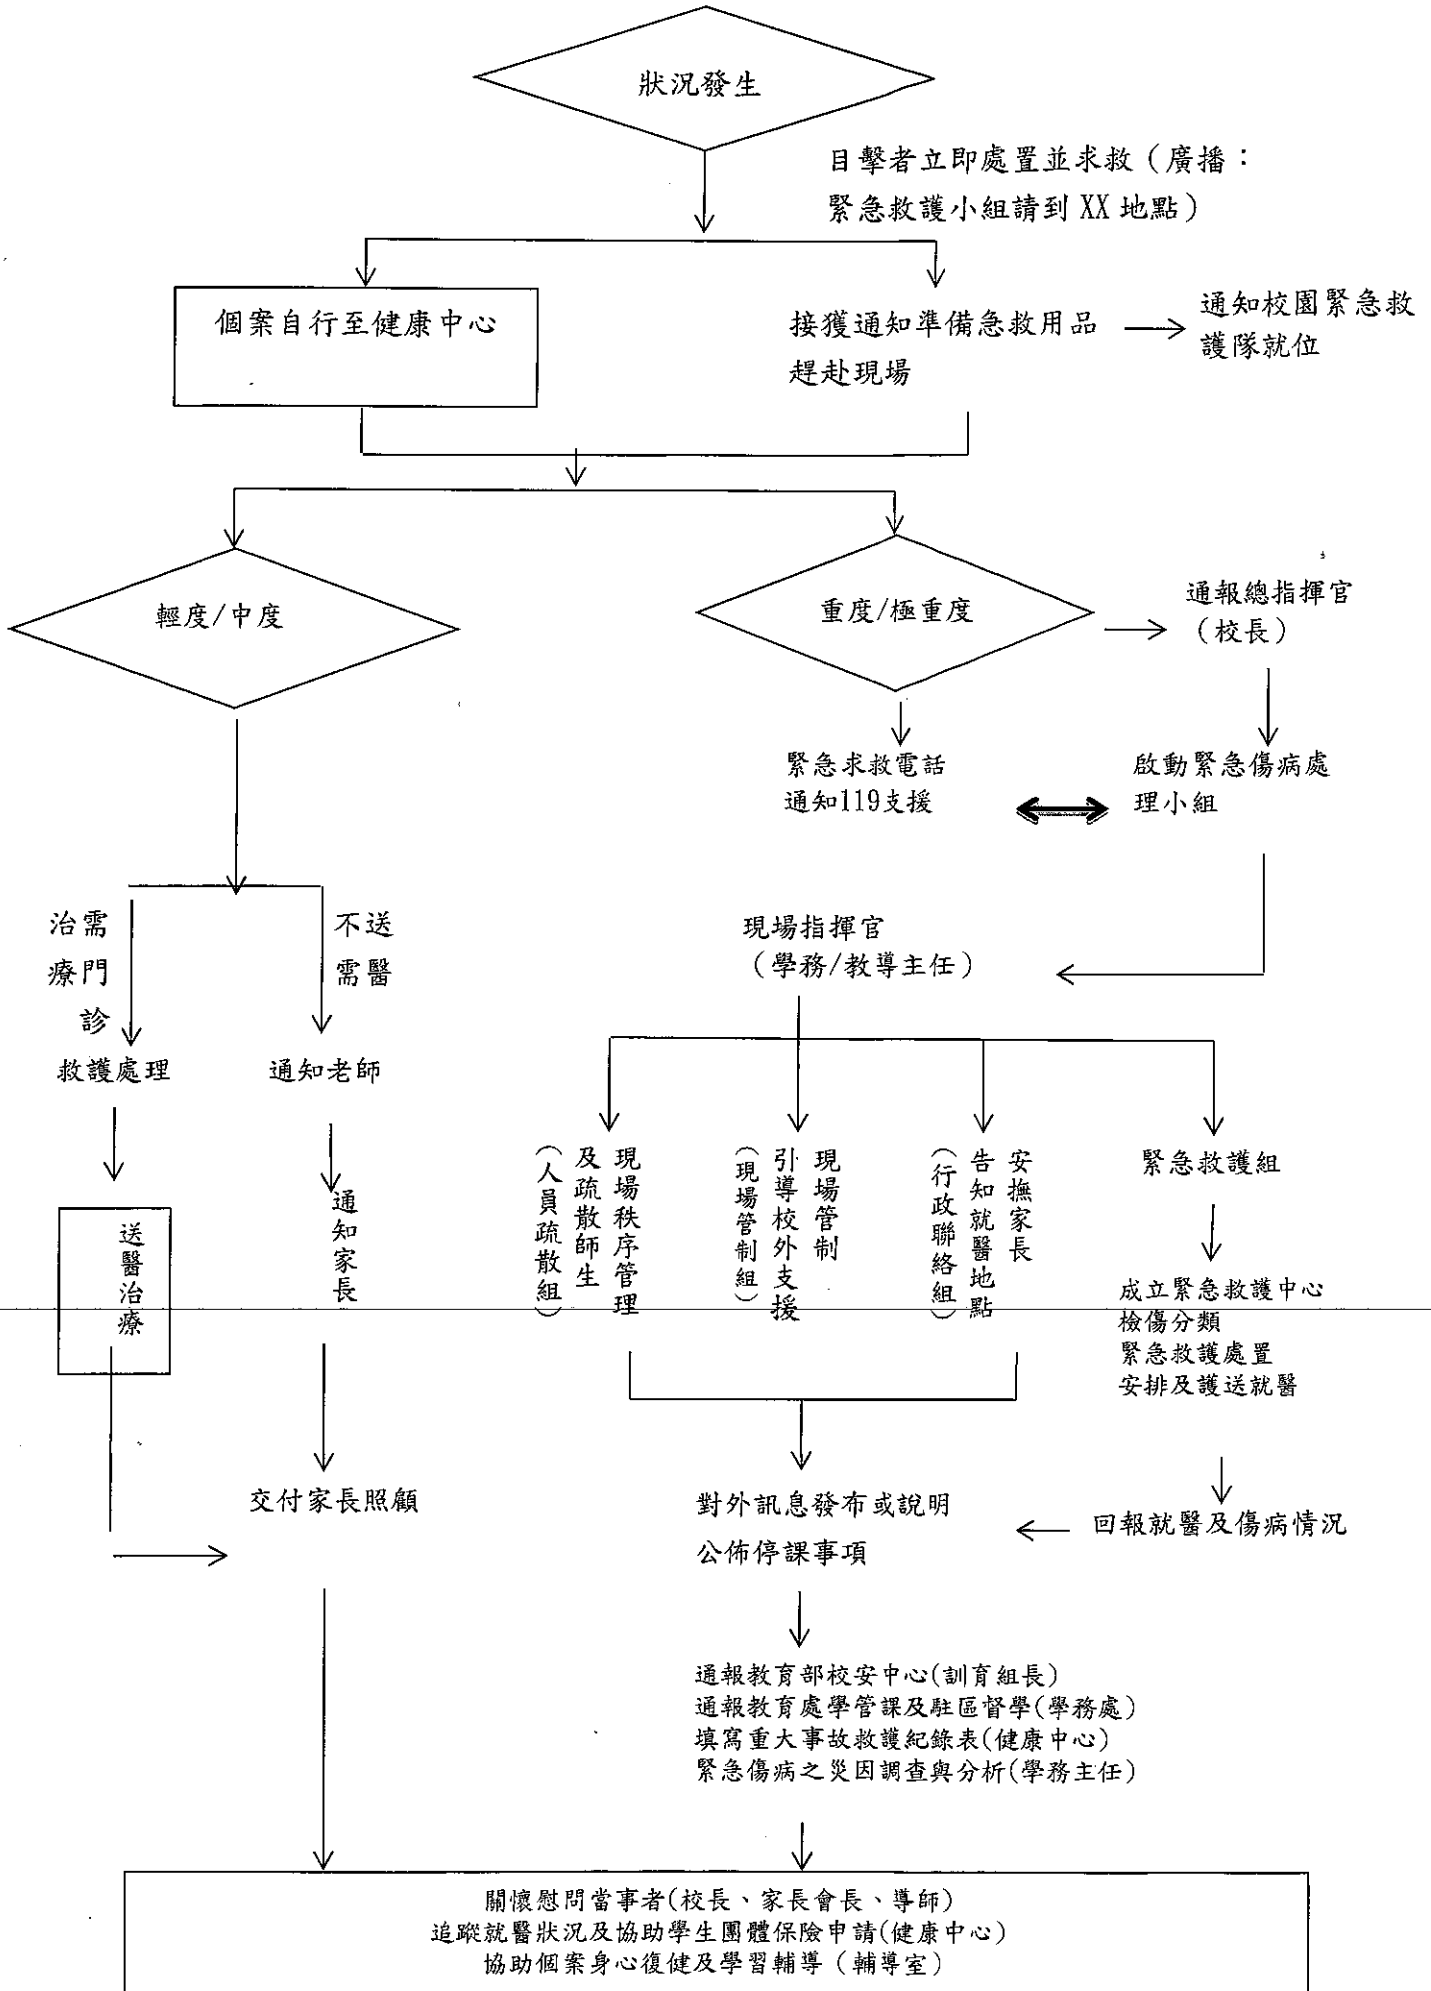 狀況發生
目擊者立即處置並求救（廣播：
緊急救護小組請到 XX 地點）
個案自行至健康中心
接獲通知準備急救用品
趕赴現場
通知校園緊急救
護隊就位
輕度/中度
重度/極重度
通報總指揮官
（校長）
緊急求救電話
通知119支援
啟動緊急傷病處
理小組
需門診
治療
送醫
不需
現場指揮官
（學務/教導主任）
救護處理
通知老師
現場秩序管理
及疏散師生
（人員疏散組）
現場管制
引導校外支援
（現場管制組）
安撫家長
告知就醫地點
（行政聯絡組）
緊急救護組
送醫治療
通知家長
成立緊急救護中心
檢傷分類
緊急救護處置
安排及護送就醫
交付家長照顧
對外訊息發布或說明
公佈停課事項
回報就醫及傷病情況
通報教育部校安中心(訓育組長)
通報教育處學管課及駐區督學(學務處)
填寫重大事故救護紀錄表(健康中心)
緊急傷病之災因調查與分析(學務主任)
關懷慰問當事者(校長、家長會長、導師)
追蹤就醫狀況及協助學生團體保險申請(健康中心)
協助個案身心復健及學習輔導（輔導室）